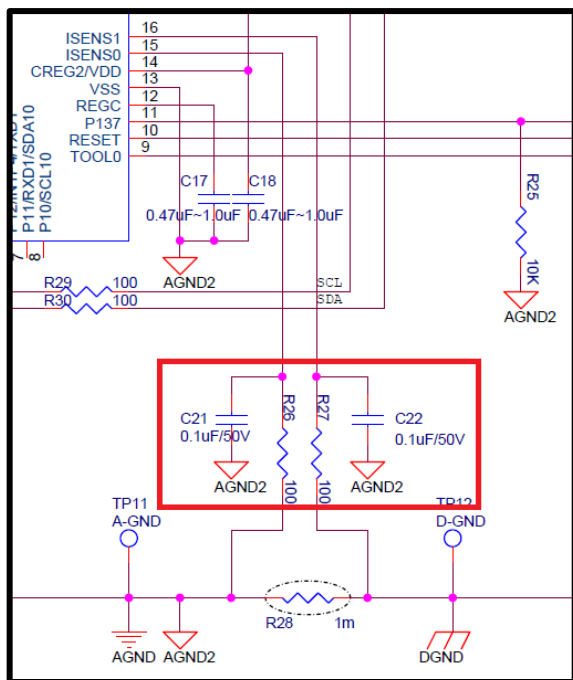 ISENS1 16
ISENS0 15
CREG2/VDD 14
VSS 13
REGC 12
P137 11
RESET 10
TOOL0 9
P11/RXD1/SDA10
P10/SCL10
7
8
C17
0.47uF~1.0uF
C18
0.47uF~1.0uF
R25
10K
AGND2
AGND2
R29 100
R30 100
SCL
SDA
C21
0.1uF/50V
AGND2
R26
100
R27
100
C22
0.1uF/50V
AGND2
TP11
A-GND
TP12
D-GND
R28 1m
AGND
AGND2
DGND